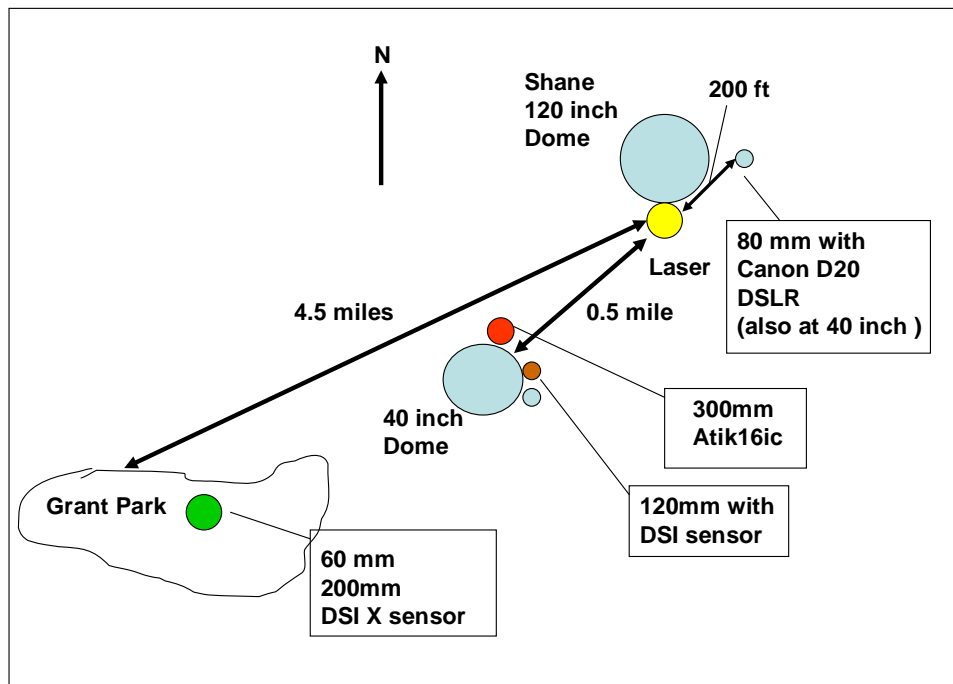 N
Shane
120 inch
Dome
200 ft
80 mm with
Canon D20
DSLR
(also at 40 inch )
Laser
4.5 miles
0.5 mile
40 inch
Dome
300mm
Atik16ic
120mm with
DSI sensor
Grant Park
60 mm
200mm
DSI X sensor